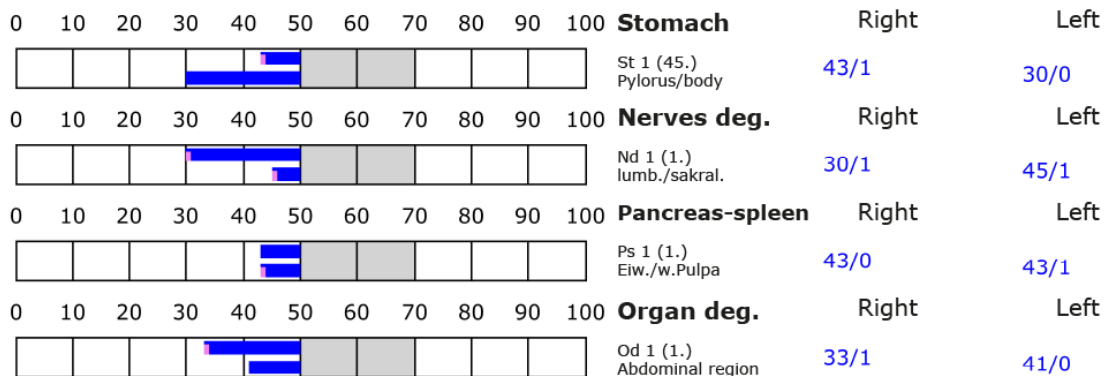 0 10 20 30 40 50 60 70 80 90 100 Stomach Right Left
St 1 (45.) 43/1 30/0
Pylorus/body
0 10 20 30 40 50 60 70 80 90 100 Nerves deg. Right Left
Nd 1 (1.) 30/1 45/1
lumb./sakral.
0 10 20 30 40 50 60 70 80 90 100 Pancreas-spleen Right Left
Ps 1 (1.) 43/0 43/1
Eiw./w.Pulpa
0 10 20 30 40 50 60 70 80 90 100 Organ deg. Right Left
Od 1 (1.) 33/1 41/0
Abdominal region